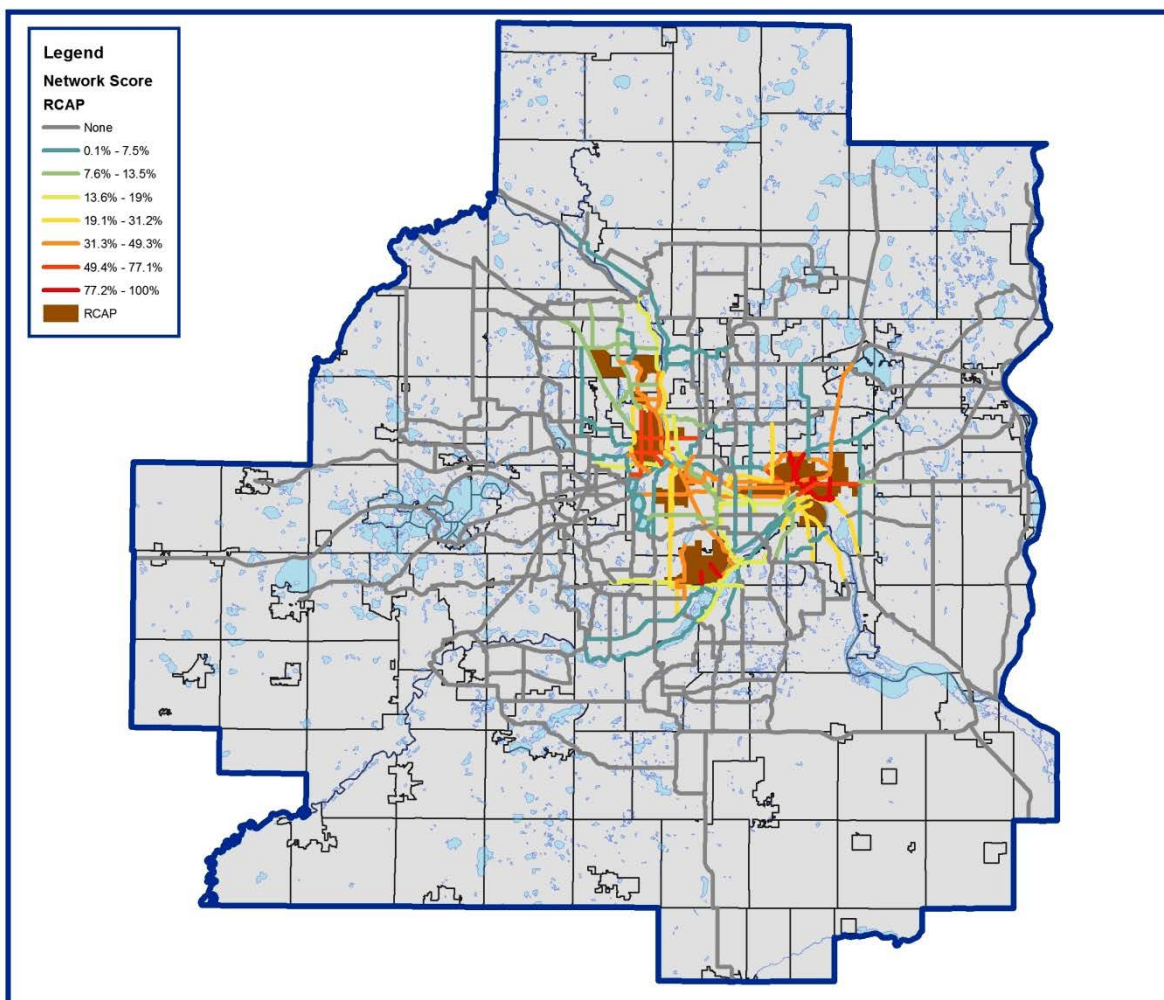 Legend
Network Score
RCAP
None
0.1% - 7.5%
7.6% - 13.5%
13.6% - 19%
19.1% - 31.2%
31.3% - 49.3%
49.4% - 77.1%
77.2% - 100%
RCAP